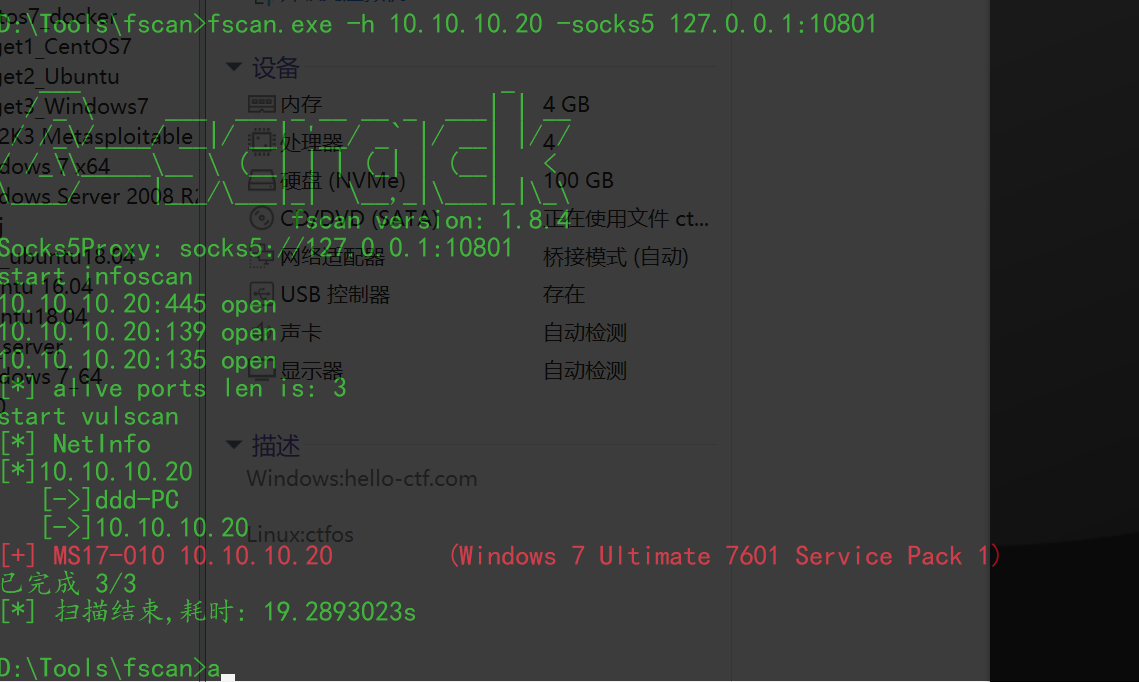 D:\Tools\fscan>fscan.exe -h 10.10.10.20 -socks5 127.0.0.1:10801
fscan version: 1.8.4
Socks5Proxy: socks5://127.0.0.1:10801
start infoscan
10.10.10.20:445 open
10.10.10.20:139 open
10.10.10.20:135 open
[*] alive ports len is: 3
start vulscan
[*] NetInfo
[*]10.10.10.20
[->]ddd-PC
[->]10.10.10.20
[+] MS17-010 10.10.10.20 (Windows 7 Ultimate 7601 Service Pack 1)
已完成 3/3
[*] 扫描结束,耗时: 19.2893023s
D:\Tools\fscan>a
tos7_docker
get1_CentOS7
get2_Ubuntu
get3_Windows7
2K3 Metasploitable
dows 7 x64
dows Server 2008 R2
_ubuntu18.04
ntu 16.04
ntu18.04
server
dows 7_64
设备
内存 4 GB
处理器 4
硬盘 (NVMe) 100 GB
CD/DVD (SATA) 正在使用文件 ct...
网络适配器 桥接模式 (自动)
USB 控制器 存在
声卡 自动检测
显示器 自动检测
描述
Windows:hello-ctf.com
Linux:ctfos